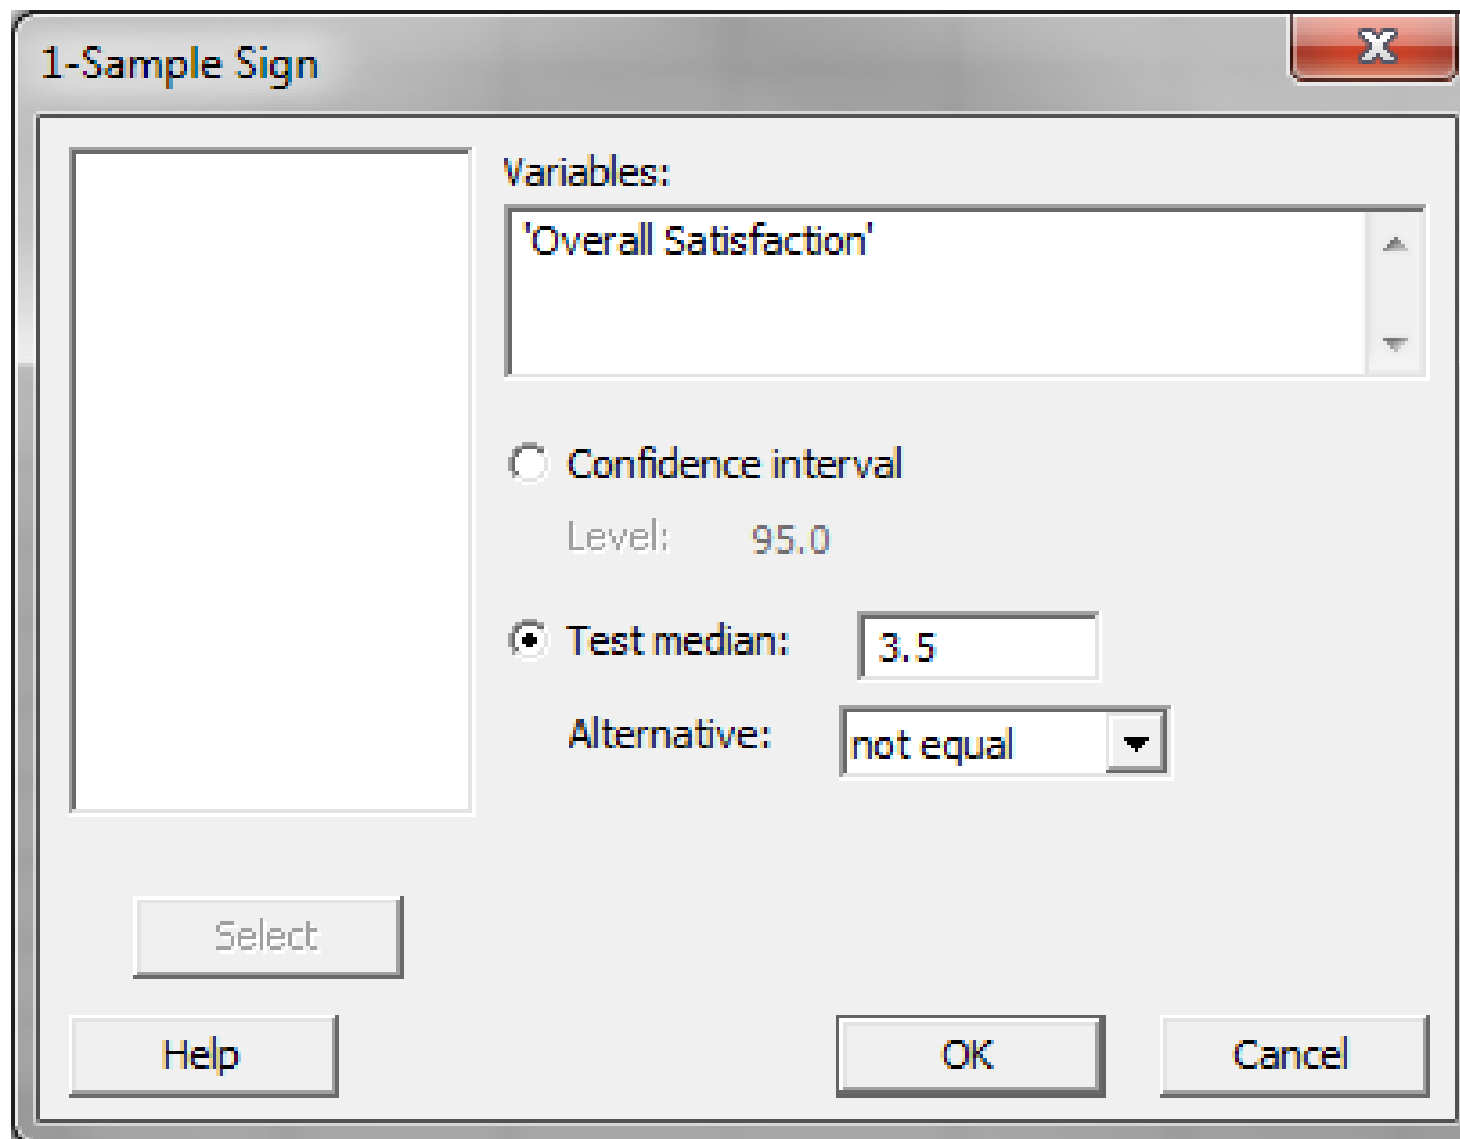 1-Sample Sign
Variables:
'Overall Satisfaction'
Confidence interval
Level: 95.0
Test median: 3.5
Alternative: not equal
Select
Help OK Cancel